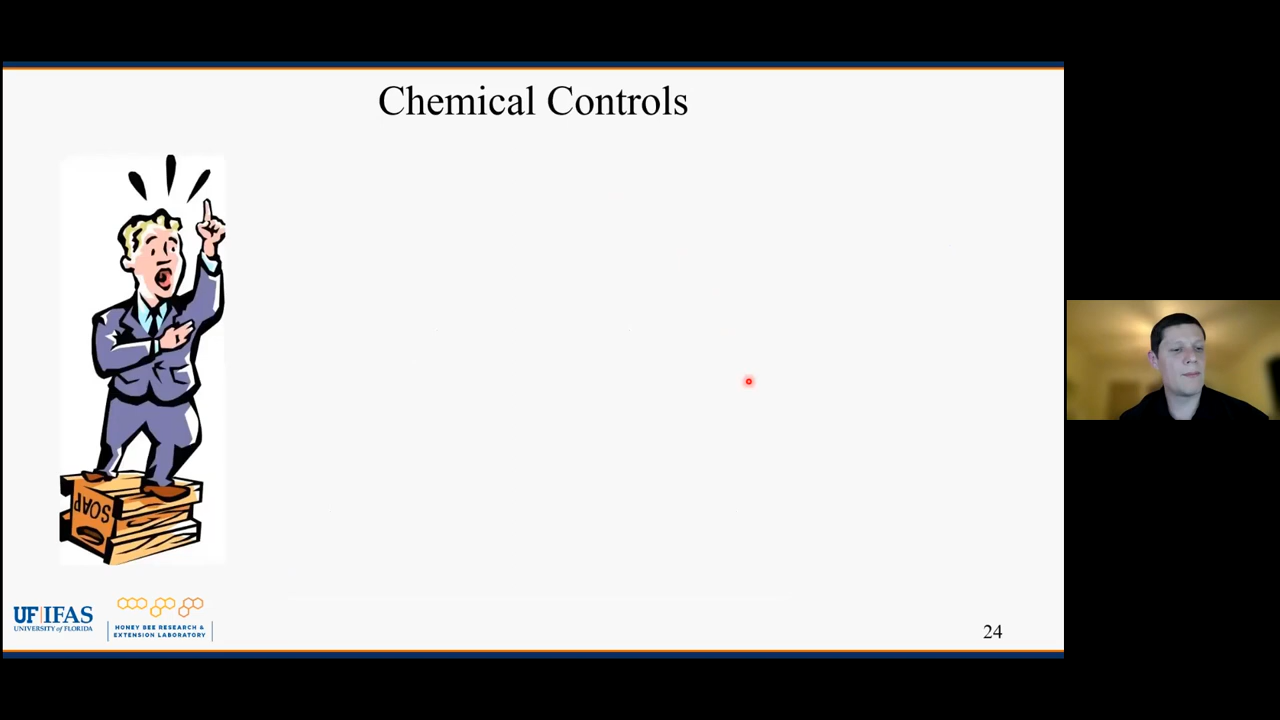 Chemical Controls
SOAP
UF|IFAS
UNIVERSITY of FLORIDA
HONEY BEE RESEARCH &
EXTENSION LABORATORY
24